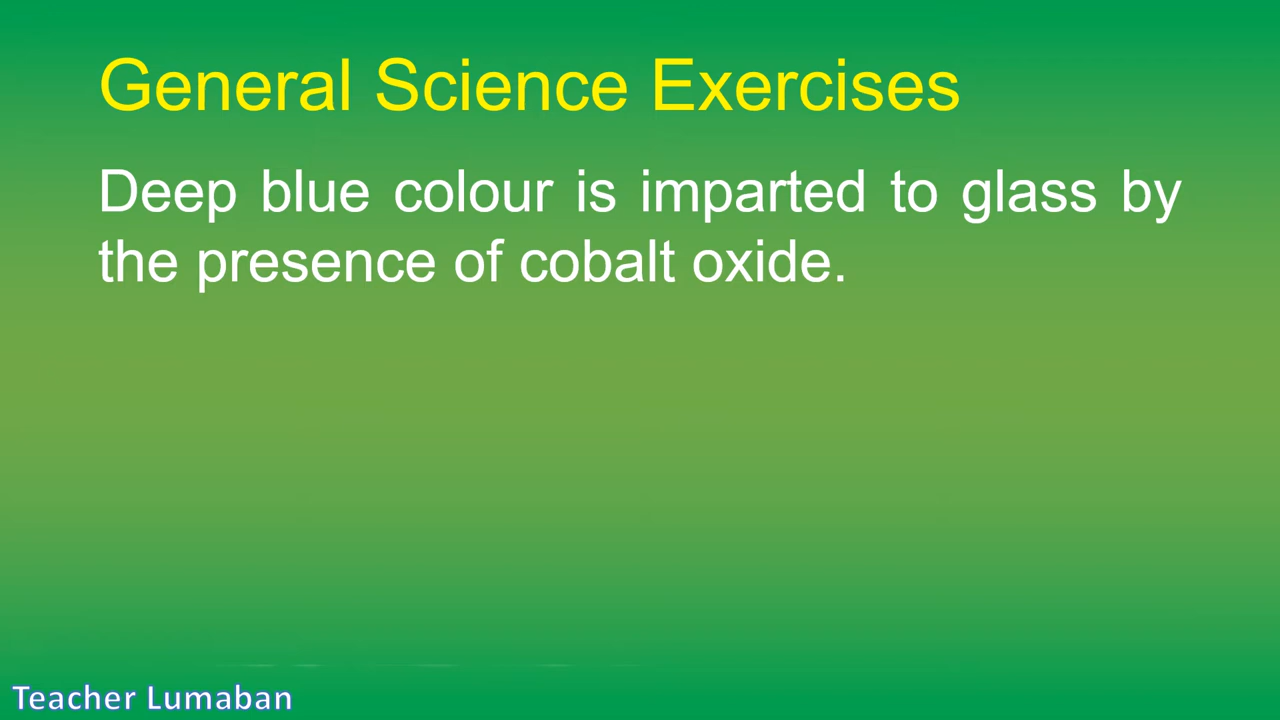 General Science Exercises
Deep blue colour is imparted to glass by
the presence of cobalt oxide.
Teacher Lumaban